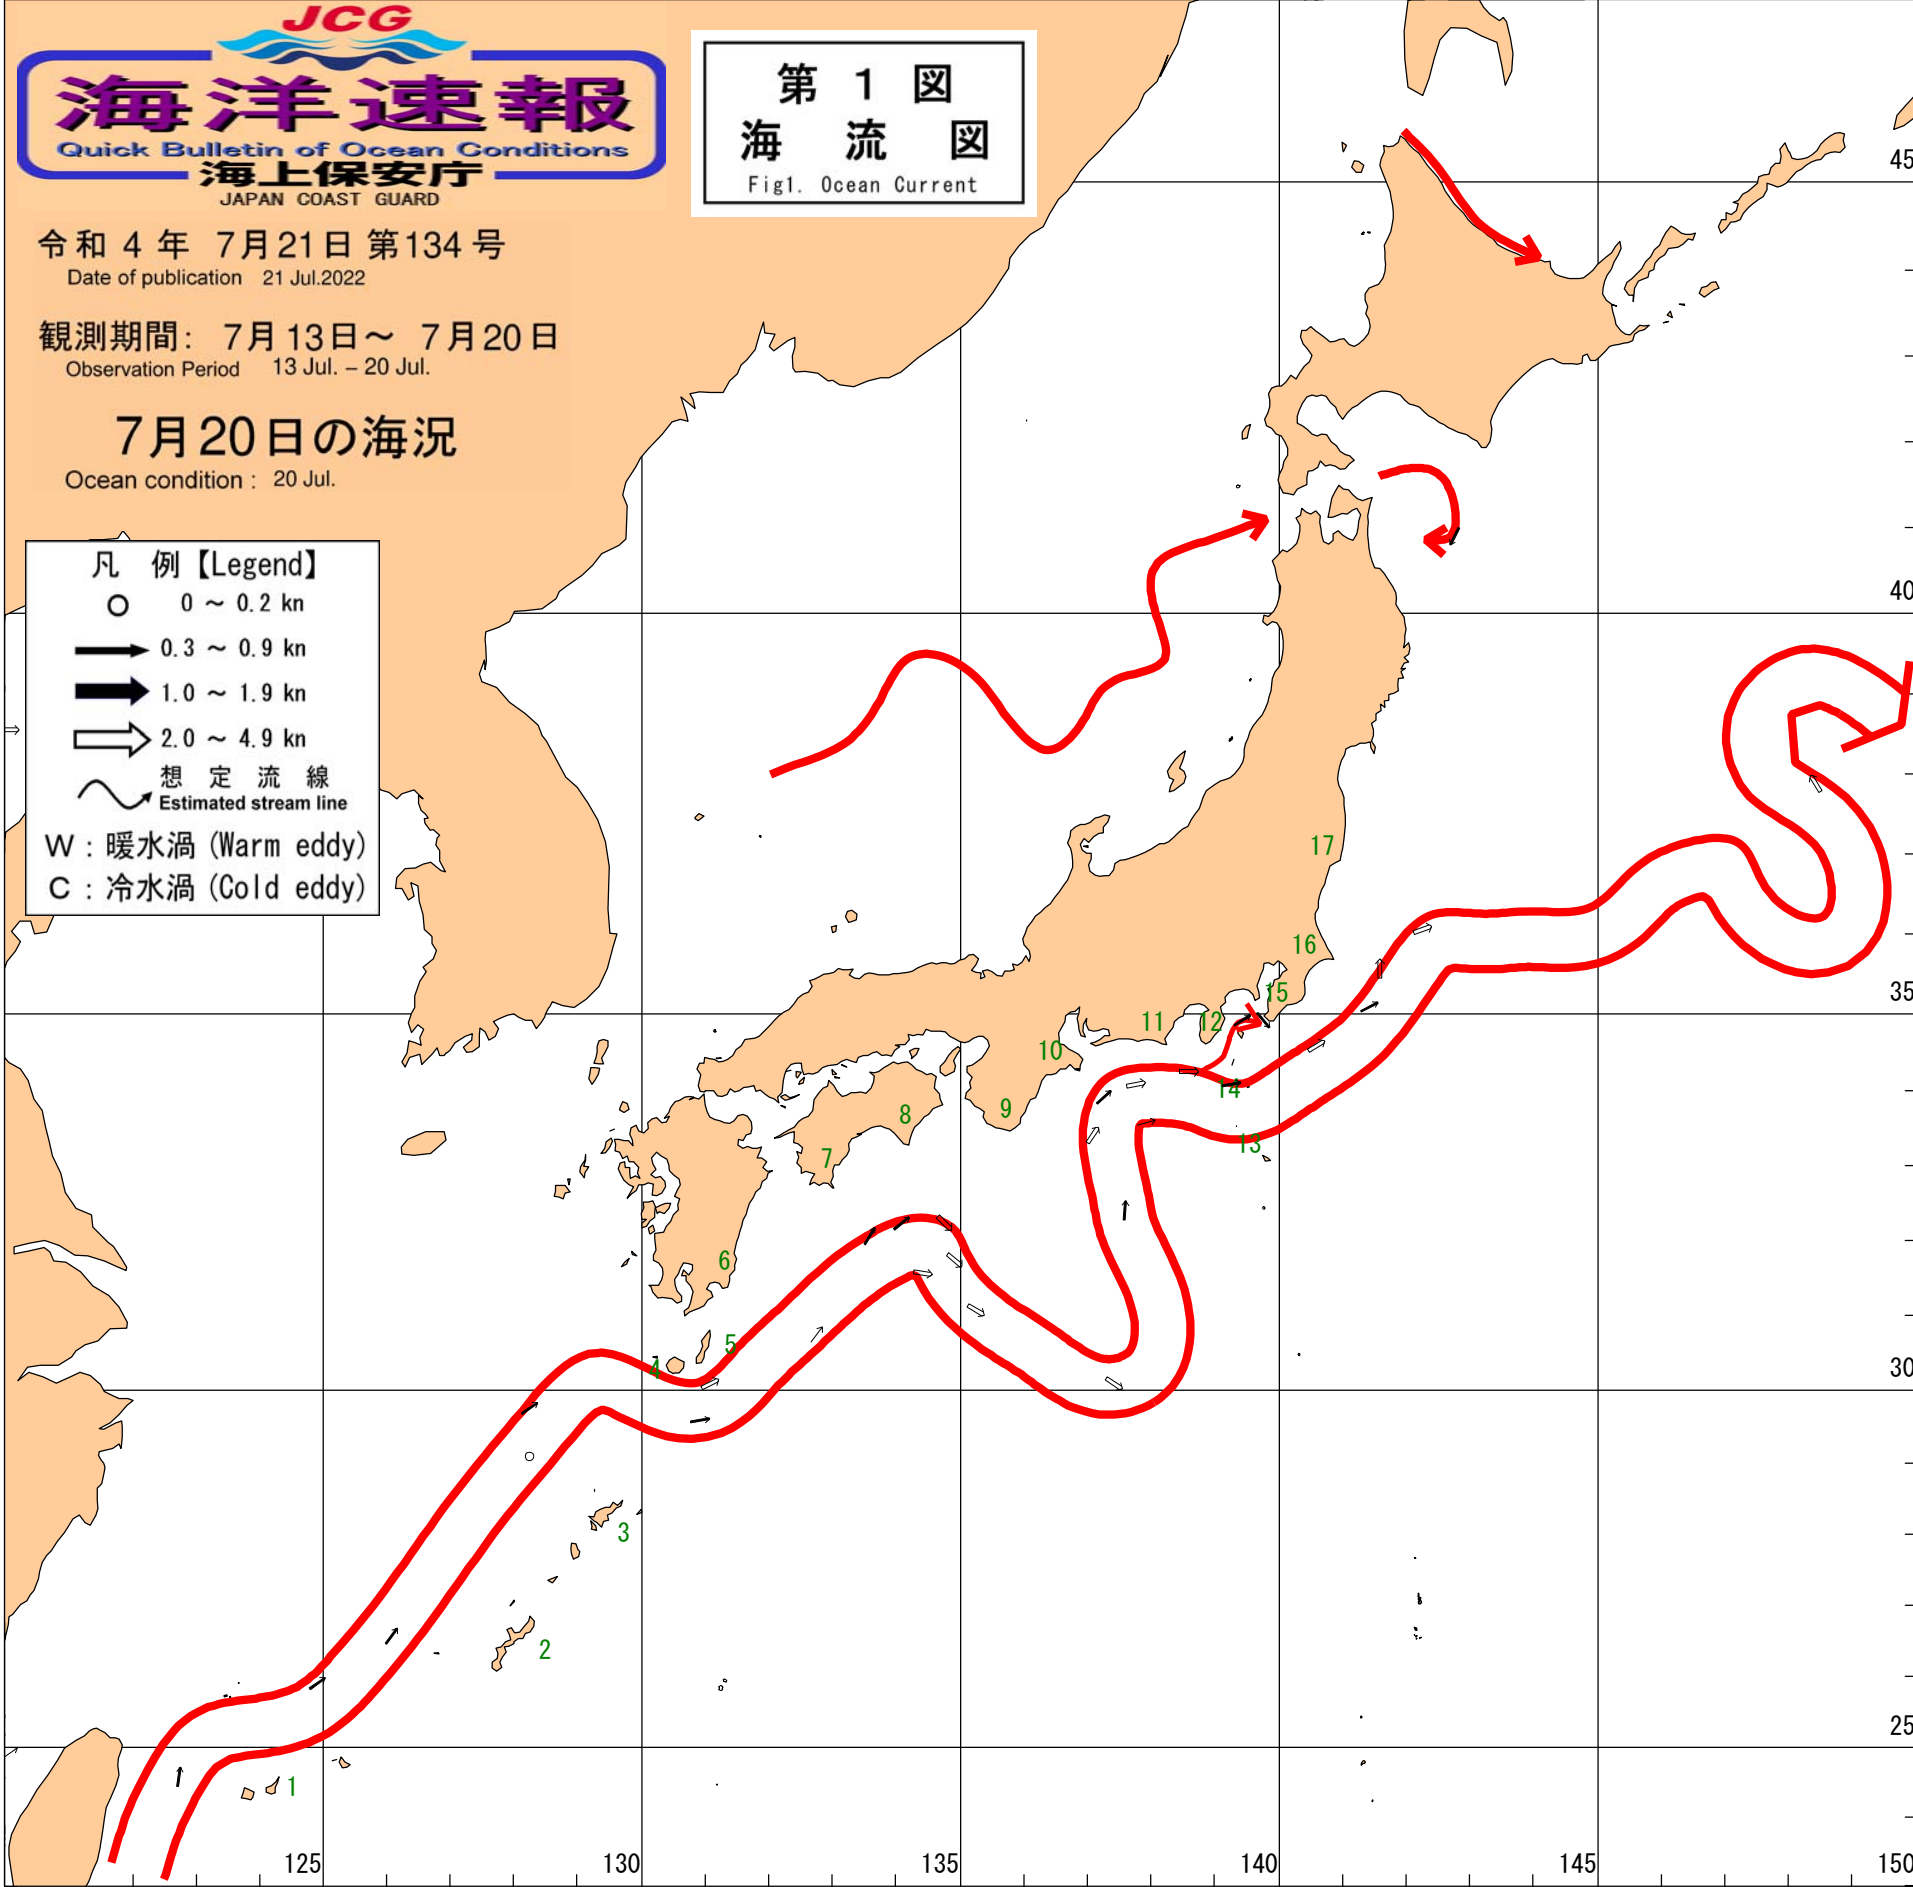 JCG
海洋速報
Quick Bulletin of Ocean Conditions
海上保安庁
JAPAN COAST GUARD
令和 4 年 7月21日 第134 号
Date of publication 21 Jul.2022
観測期間: 7月13日～ 7月20日
Observation Period 13 Jul. – 20 Jul.
7月20日の海況
Ocean condition : 20 Jul.
第 1 図
海 流 図
Fig1. Ocean Current
凡 例【Legend】
0 ～ 0.2 kn
0.3 ～ 0.9 kn
1.0 ～ 1.9 kn
2.0 ～ 4.9 kn
想 定 流 線
Estimated stream line
W : 暖水渦 (Warm eddy)
C : 冷水渦 (Cold eddy)
45
40
17
16
35
15
12
11
10
14
9
8
13
7
6
5
4
30
3
2
25
1
125
130
135
140
145
150